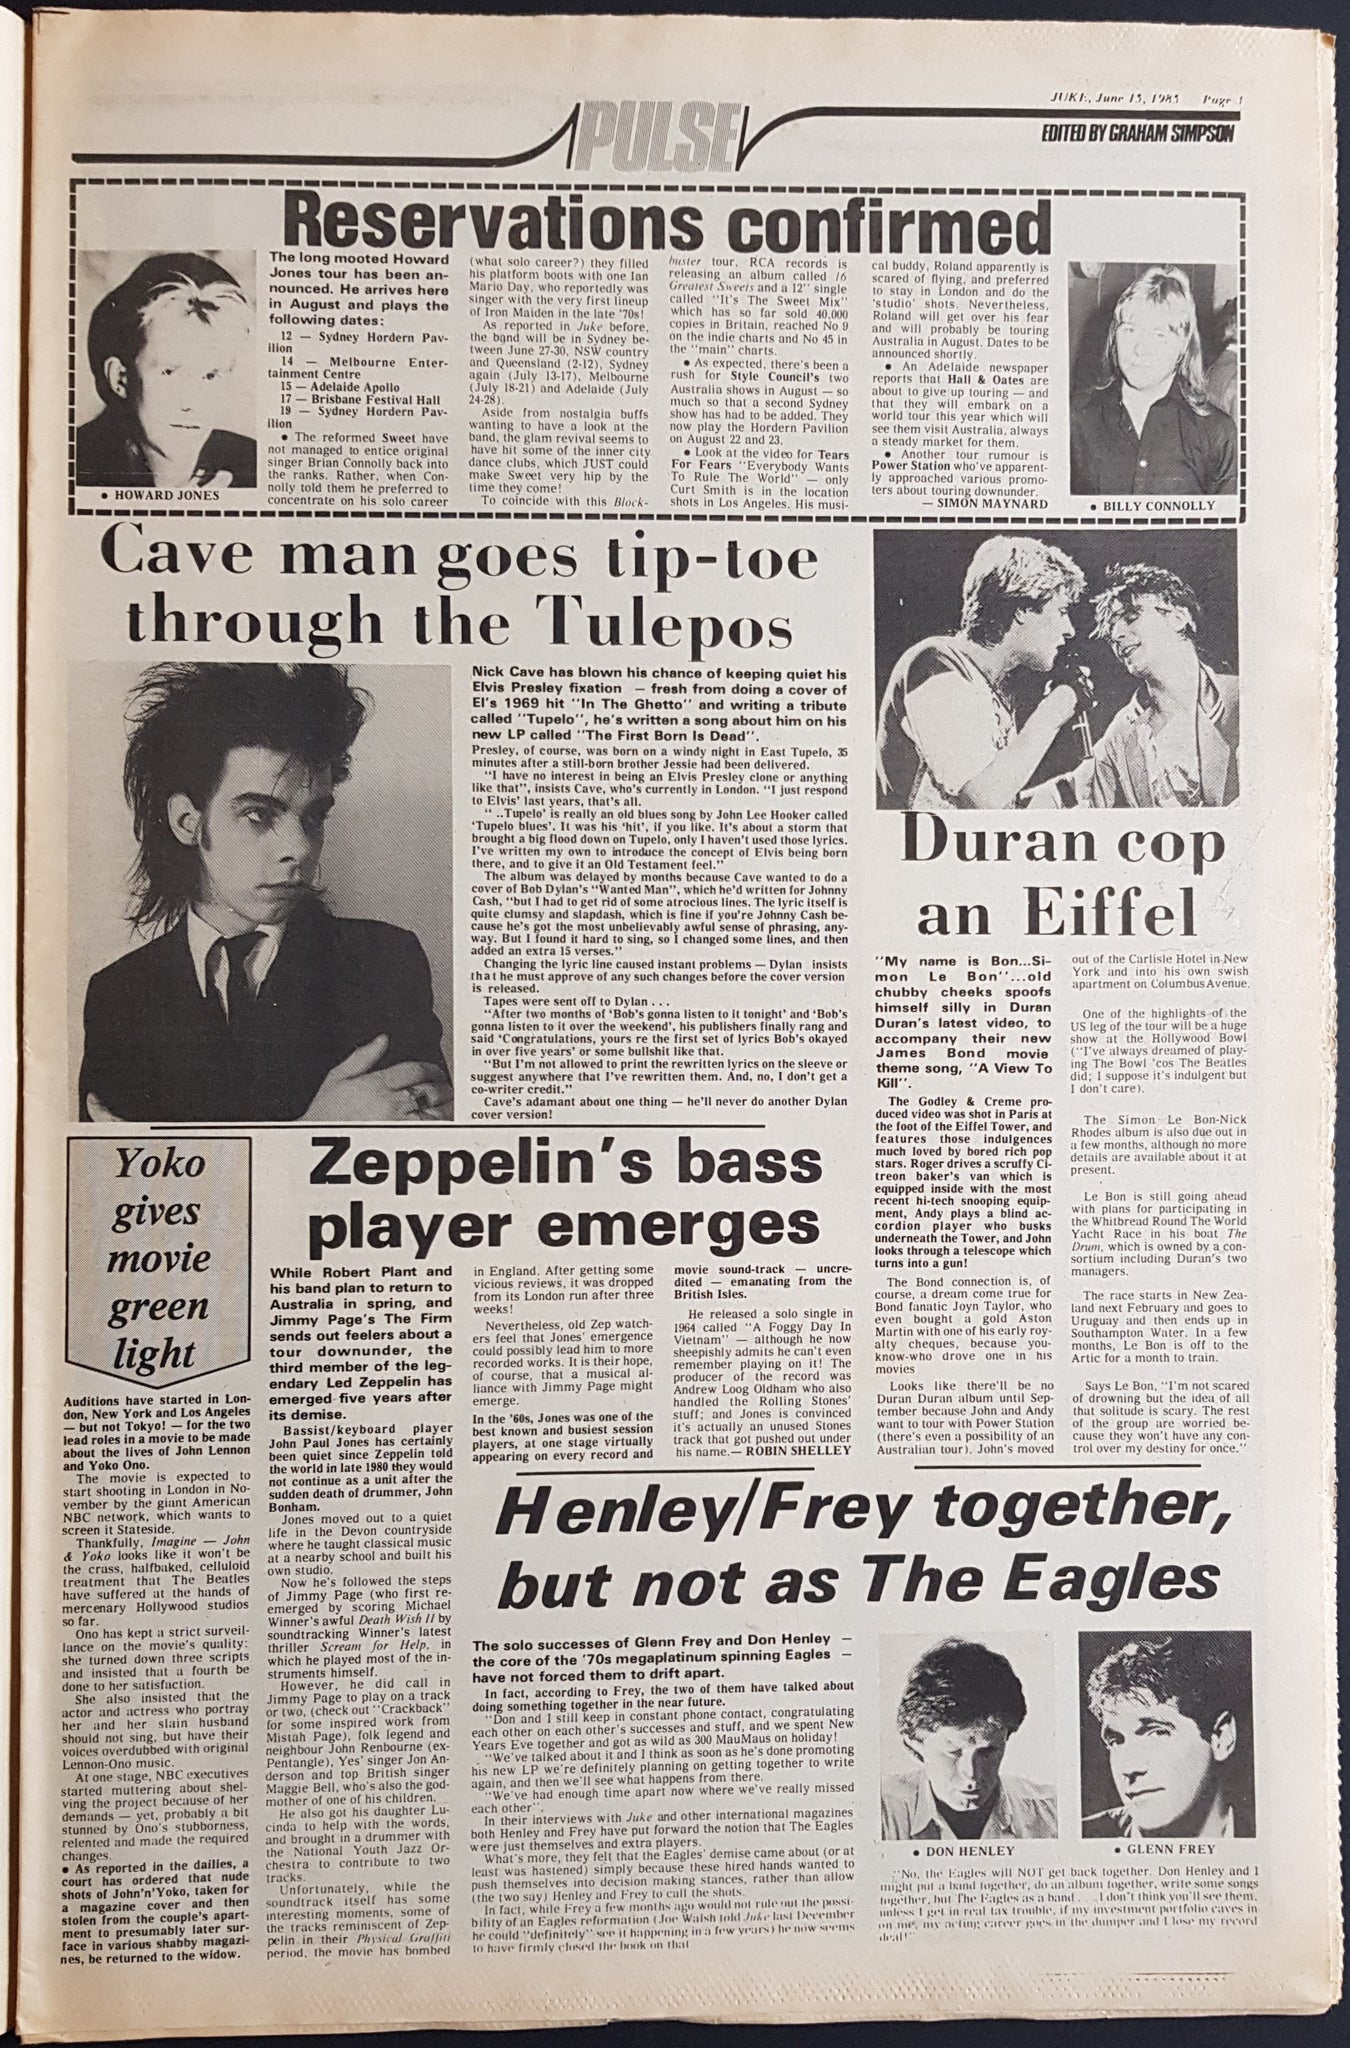 JUKE, June 15, 1985 Page
PULSE
EDITED BY GRAHAM SIMPSON
Reservations confirmed
● HOWARD JONES
The long mooted Howard
Jones tour has been an-
nounced. He arrives here
in August and plays the
following dates:
12 — Sydney Hordern Pav-
ilion
14 — Melbourne Enter-
tainment Centre
15 — Adelaide Apollo
17 — Brisbane Festival Hall
19 — Sydney Hordern Pav-
ilion
● The reformed Sweet have
not managed to entice original
singer Brian Connolly back into
the ranks. Rather, when Con-
nolly told them he preferred to
concentrate on his solo career
(what solo career?) they filled
his platform boots with one Ian
Mario Day, who reportedly was
singer with the very first lineup
of Iron Maiden in the late '70s!
As reported in Juke before,
the band will be in Sydney be-
tween June 27-30, NSW country
and Queensland (2-12), Sydney
again (July 13-17), Melbourne
(July 18-21) and Adelaide (July
24-28).
Aside from nostalgia buffs
wanting to have a look at the
band, the glam revival seems to
have hit some of the inner city
dance clubs, which JUST could
make Sweet very hip by the
time they come!
To coincide with this Block-
buster tour, RCA records is
releasing an album called 16
Greatest Sweets and a 12" single
called "It's The Sweet Mix"
which has so far sold 40,000
copies in Britain, reached No 9
on the indie charts and No 45 in
the "main" charts.
● As expected, there's been a
rush for Style Council's two
Australia shows in August — so
much so that a second Sydney
show has had to be added. They
now play the Hordern Pavilion
on August 22 and 23.
● Look at the video for Tears
For Fears "Everybody Wants
To Rule The World" — only
Curt Smith is in the location
shots in Los Angeles. His musi-
cal buddy, Roland apparently is
scared of flying, and preferred
to stay in London and do the
'studio' shots. Nevertheless,
Roland will get over his fear
and will probably be touring
Australia in August. Dates to be
announced shortly.
● An Adelaide newspaper
reports that Hall & Oates are
about to give up touring — and
that they will embark on a
world tour this year which will
see them visit Australia, always
a steady market for them.
● Another tour rumour is
Power Station who've apparent-
ly approached various promo-
ters about touring downunder.
— SIMON MAYNARD
● BILLY CONNOLLY
Cave man goes tip-toe
through the Tulepos
Nick Cave has blown his chance of keeping quiet his
Elvis Presley fixation — fresh from doing a cover of
El's 1969 hit "In The Ghetto" and writing a tribute
called "Tupelo", he's written a song about him on his
new LP called "The First Born Is Dead".
Presley, of course, was born on a windy night in East Tupelo, 35
minutes after a still-born brother Jessie had been delivered.
"I have no interest in being an Elvis Presley clone or anything
like that", insists Cave, who's currently in London. "I just respond
to Elvis' last years, that's all.
" ..Tupelo' is really an old blues song by John Lee Hooker called
'Tupelo blues'. It was his 'hit', if you like. It's about a storm that
brought a big flood down on Tupelo, only I haven't used those lyrics.
I've written my own to introduce the concept of Elvis being born
there, and to give it an Old Testament feel."
The album was delayed by months because Cave wanted to do a
cover of Bob Dylan's "Wanted Man", which he'd written for Johnny
Cash, "but I had to get rid of some atrocious lines. The lyric itself is
quite clumsy and slapdash, which is fine if you're Johnny Cash be-
cause he's got the most unbelievably awful sense of phrasing, any-
way. But I found it hard to sing, so I changed some lines, and then
added an extra 15 verses."
Changing the lyric line caused instant problems — Dylan insists
that he must approve of any such changes before the cover version
is released.
Tapes were sent off to Dylan . . .
"After two months of 'Bob's gonna listen to it tonight' and 'Bob's
gonna listen to it over the weekend', his publishers finally rang and
said 'Congratulations, yours re the first set of lyrics Bob's okayed
in over five years' or some bullshit like that.
"But I'm not allowed to print the rewritten lyrics on the sleeve or
suggest anywhere that I've rewritten them. And, no, I don't get a
co-writer credit."
Cave's adamant about one thing — he'll never do another Dylan
cover version!
Duran cop
an Eiffel
"My name is Bon...Si-
mon Le Bon"...old
chubby cheeks spoofs
himself silly in Duran
Duran's latest video, to
accompany their new
James Bond movie
theme song, "A View To
Kill".
The Godley & Creme pro-
duced video was shot in Paris at
the foot of the Eiffel Tower, and
features those indulgences
much loved by bored rich pop
stars. Roger drives a scruffy Ci-
treon baker's van which is
equipped inside with the most
recent hi-tech snooping equip-
ment, Andy plays a blind ac-
cordion player who busks
underneath the Tower, and John
looks through a telescope which
turns into a gun!
The Bond connection is, of
course, a dream come true for
Bond fanatic Joyn Taylor, who
even bought a gold Aston
Martin with one of his early roy-
alty cheques, because you-
know-who drove one in his
movies
Looks like there'll be no
Duran Duran album until Sep-
tember because John and Andy
want to tour with Power Station
(there's even a possibility of an
Australian tour). John's moved
out of the Carlisle Hotel in New
York and into his own swish
apartment on Columbus Avenue.
One of the highlights of the
US leg of the tour will be a huge
show at the Hollywood Bowl
("I've always dreamed of play-
ing The Bowl 'cos The Beatles
did; I suppose it's indulgent but
I don't care).
The Simon Le Bon-Nick
Rhodes album is also due out in
a few months, although no more
details are available about it at
present.
Le Bon is still going ahead
with plans for participating in
the Whitbread Round The World
Yacht Race in his boat The
Drum, which is owned by a con-
sortium including Duran's two
managers.
The race starts in New Zea-
land next February and goes to
Uruguay and then ends up in
Southampton Water. In a few
months, Le Bon is off to the
Artic for a month to train.
Says Le Bon, "I'm not scared
of drowning but the idea of all
that solitude is scary. The rest
of the group are worried be-
cause they won't have any con-
trol over my destiny for once."
Yoko
gives
movie
green
light
Auditions have started in Lon-
don, New York and Los Angeles
— but not Tokyo! — for the two
lead roles in a movie to be made
about the lives of John Lennon
and Yoko Ono.
The movie is expected to
start shooting in London in No-
vember by the giant American
NBC network, which wants to
screen it Stateside.
Thankfully, Imagine — John
& Yoko looks like it won't be
the crass, halfbaked, celluloid
treatment that The Beatles
have suffered at the hands of
mercenary Hollywood studios
so far.
Ono has kept a strict surveil-
lance on the movie's quality:
she turned down three scripts
and insisted that a fourth be
done to her satisfaction.
She also insisted that the
actor and actress who portray
her and her slain husband
should not sing, but have their
voices overdubbed with original
Lennon-Ono music.
At one stage, NBC executives
started muttering about shel-
ving the project because of her
demands — yet, probably a bit
stunned by Ono's stubborness,
relented and made the required
changes.
● As reported in the dailies, a
court has ordered that nude
shots of John'n'Yoko, taken for
a magazine cover and then
stolen from the couple's apart-
ment to presumably later sur-
face in various shabby magazi-
nes, be returned to the widow.
Zeppelin's bass
player emerges
While Robert Plant and
his band plan to return to
Australia in spring, and
Jimmy Page's The Firm
sends out feelers about a
tour downunder, the
third member of the leg-
endary Led Zeppelin has
emerged five years after
its demise.
Bassist/keyboard player
John Paul Jones has certainly
been quiet since Zeppelin told
the world in late 1980 they would
not continue as a unit after the
sudden death of drummer, John
Bonham.
Jones moved out to a quiet
life in the Devon countryside
where he taught classical music
at a nearby school and built his
own studio.
Now he's followed the steps
of Jimmy Page (who first re-
emerged by scoring Michael
Winner's awful Death Wish II by
soundtracking Winner's latest
thriller Scream for Help, in
which he played most of the in-
struments himself.
However, he did call in
Jimmy Page to play on a track
or two, (check out "Crackback"
for some inspired work from
Mistah Page), folk legend and
neighbour John Renbourne (ex-
Pentangle), Yes' singer Jon An-
derson and top British singer
Maggie Bell, who's also the god-
mother of one of his children.
He also got his daughter Lu-
cinda to help with the words,
and brought in a drummer with
the National Youth Jazz Or-
chestra to contribute to two
tracks.
Unfortunately, while the
soundtrack itself has some
interesting moments, some of
the tracks reminiscent of Zep-
pelin in their Physical Graffiti
period, the movie has bombed
in England. After getting some
vicious reviews, it was dropped
from its London run after three
weeks!
Nevertheless, old Zep watch-
ers feel that Jones' emergence
could possibly lead him to more
recorded works. It is their hope,
of course, that a musical al-
liance with Jimmy Page might
emerge.
In the '60s, Jones was one of the
best known and busiest session
players, at one stage virtually
appearing on every record and
movie sound-track — uncre-
dited — emanating from the
British Isles.
He released a solo single in
1964 called "A Foggy Day In
Vietnam" — although he now
sheepishly admits he can't even
remember playing on it! The
producer of the record was
Andrew Loog Oldham who also
handled the Rolling Stones'
stuff; and Jones is convinced
it's actually an unused Stones
track that got pushed out under
his name.— ROBIN SHELLEY
Henley/Frey together,
but not as The Eagles
The solo successes of Glenn Frey and Don Henley —
the core of the '70s megaplatinum spinning Eagles —
have not forced them to drift apart.
In fact, according to Frey, the two of them have talked about
doing something together in the near future.
"Don and I still keep in constant phone contact, congratulating
each other on each other's successes and stuff, and we spent New
Years Eve together and got as wild as 300 MauMaus on holiday!
"We've talked about it and I think as soon as he's done promoting
his new LP we're definitely planning on getting together to write
again, and then we'll see what happens from there.
"We've had enough time apart now where we've really missed
each other".
In their interviews with Juke and other international magazines
both Henley and Frey have put forward the notion that The Eagles
were just themselves and extra players.
What's more, they felt that the Eagles' demise came about (or at
least was hastened) simply because these hired hands wanted to
push themselves into decision making stances, rather than allow
(the two say) Henley and Frey to call the shots.
In fact, while Frey a few months ago would not rule out the possi-
bility of an Eagles reformation (Joe Walsh told Juke last December
he could "definitely" see it happening in a few years) he now seems
to have firmly closed the book on that
● DON HENLEY
● GLENN FREY
"No, the Eagles will NOT get back together. Don Henley and I
might put a band together, do an album together, write some songs
together, but The Eagles as a band . . . I don't think you'll see them,
unless I get in real tax trouble, if my investment portfolio caves in
on me, my acting career goes in the dumper and I lose my record
deal!"